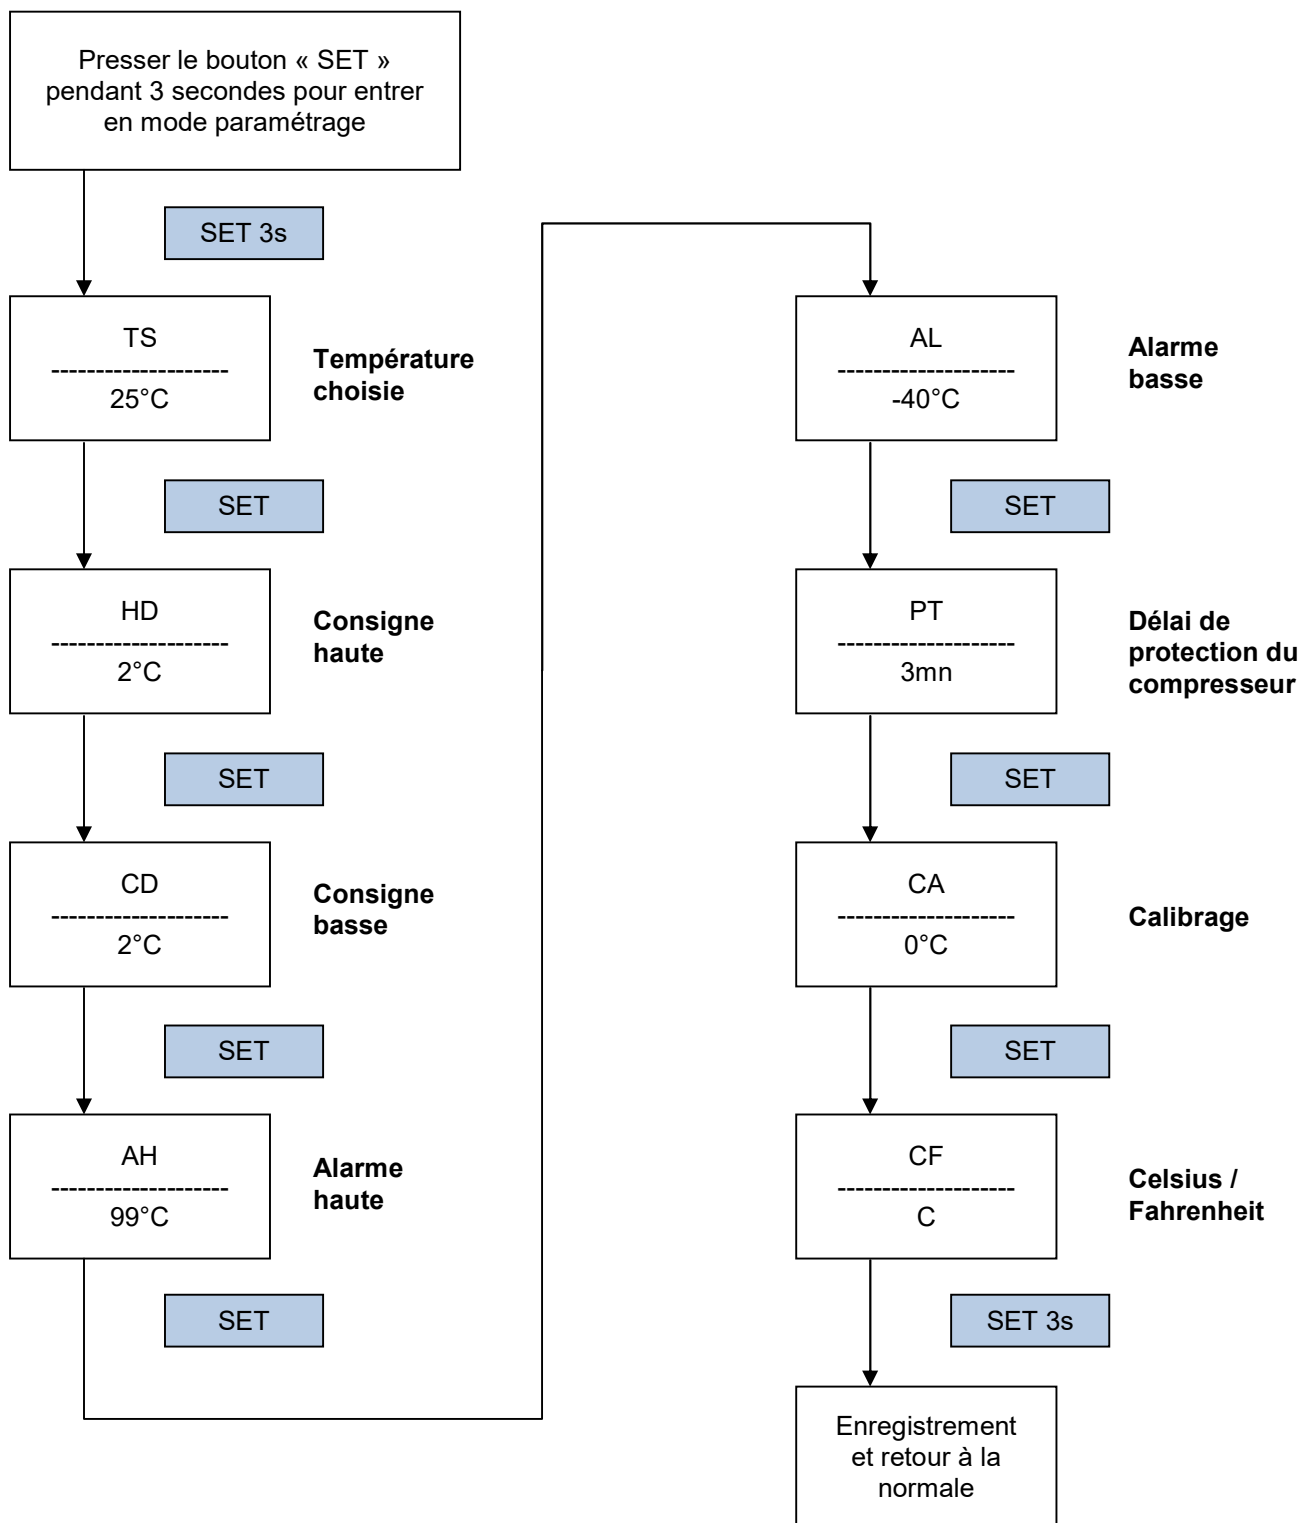 Presser le bouton « SET »
pendant 3 secondes pour entrer
en mode paramétrage
SET 3s
TS
--------------------
25°C
Température
choisie
SET
HD
--------------------
2°C
Consigne
haute
SET
CD
--------------------
2°C
Consigne
basse
SET
AH
--------------------
99°C
Alarme
haute
SET
AL
--------------------
-40°C
Alarme
basse
SET
PT
--------------------
3mn
Délai de
protection du
compresseur
SET
CA
--------------------
0°C
Calibrage
SET
CF
--------------------
C
Celsius /
Fahrenheit
SET 3s
Enregistrement
et retour à la
normale